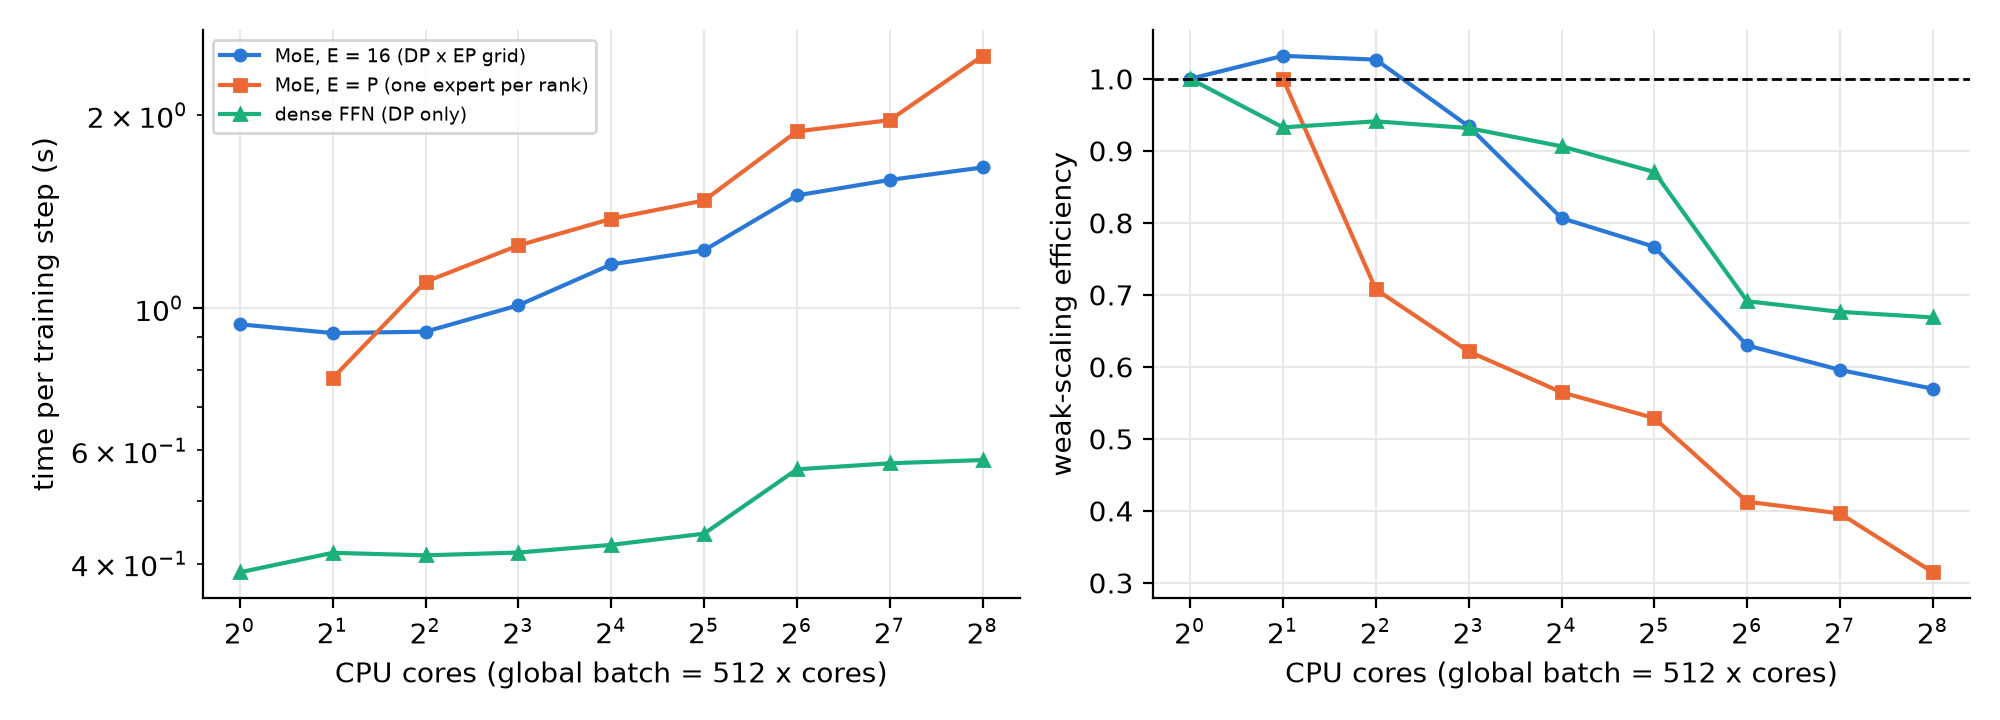 MoE, E = 16 (DP x EP grid)
MoE, E = P (one expert per rank)
dense FFN (DP only)
time per training step (s)
2 × 10⁰
10⁰
6 × 10⁻¹
4 × 10⁻¹
2⁰ 2¹ 2² 2³ 2⁴ 2⁵ 2⁶ 2⁷ 2⁸
CPU cores (global batch = 512 x cores)
weak-scaling efficiency
1.0
0.9
0.8
0.7
0.6
0.5
0.4
0.3
2⁰ 2¹ 2² 2³ 2⁴ 2⁵ 2⁶ 2⁷ 2⁸
CPU cores (global batch = 512 x cores)